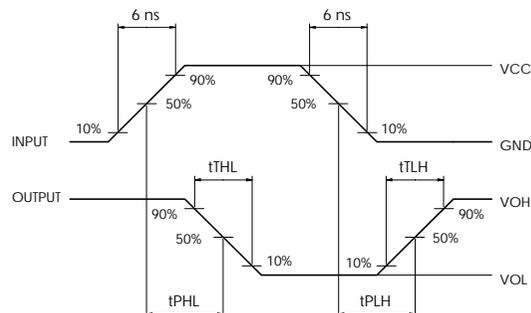 6 ns 6 ns
90% 90% VCC
50% 50%
10% 10%
INPUT GND
tTHL tTLH
OUTPUT VOH
90% 90%
50% 50%
10% 10%
VOL
tPHL tPLH